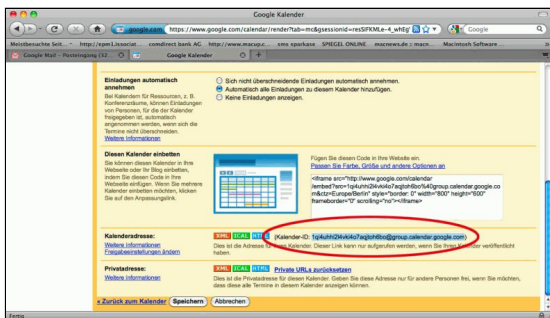 Google Kalender
google.com https://www.google.com/calendar/render?tab=mc&gsessionid=resSlFKMLe-4_whEg
Google
Meistbesuchte Seit... http://epm1.lsociat... comdirect bank AG http://www.macup.c... sms sparkasse SPIEGEL ONLINE macnews.de :: macn... Macintosh Software
Google Mail - Posteingang (32... Google Kalender
Einladungen automatisch annehmen
Bei Kalendern für Ressourcen, z. B.
Konferenzräume, können Einladungen
von Personen, für die der Kalender
freigegeben ist, automatisch
angenommen werden, wenn sich die
Termine nicht überschneiden.
Weitere Informationen
Sich nicht überschneidende Einladungen automatisch annehmen.
Automatisch alle Einladungen zu diesem Kalender hinzufügen.
Keine Einladungen anzeigen.
Diesen Kalender einbetten
Sie können diesen Kalender in Ihre
Webseite oder Ihr Blog einbetten,
indem Sie diesen Code in Ihre
Webseite einfügen. Wenn Sie mehrere
Kalender einbetten möchten, klicken
Sie auf den Anpassungslink.
Fügen Sie diesen Code in Ihre Website ein.
Passen Sie Farbe, Größe und andere Optionen an
<iframe src="http://www.google.com/calendar
/embed?src=1qi4uhhl2l4vki4o7aqjtoh6bo%40group.calendar.google.co
m&ctz=Europe/Berlin" style="border: 0" width="800" height="600"
frameborder="0" scrolling="no"></iframe>
Kalenderadresse:
Weitere Informationen
Freigabeeinstellungen ändern
XML ICAL HTML (Kalender-ID: 1qi4uhhl2l4vki4o7aqjtoh6bo@group.calendar.google.com)
Dies ist die Adresse für Ihren Kalender. Dieser Link kann nur aufgerufen werden, wenn Sie Ihren Kalender veröffentlicht
haben.
Privatadresse:
Weitere Informationen
XML ICAL HTML Private URLs zurücksetzen
Dies ist die Privatadresse für diesen Kalender. Geben Sie diese Adresse nur für andere Personen frei, wenn Sie möchten,
dass diese alle Termine in diesem Kalender anzeigen können.
« Zurück zum Kalender Speichern Abbrechen
Fertig